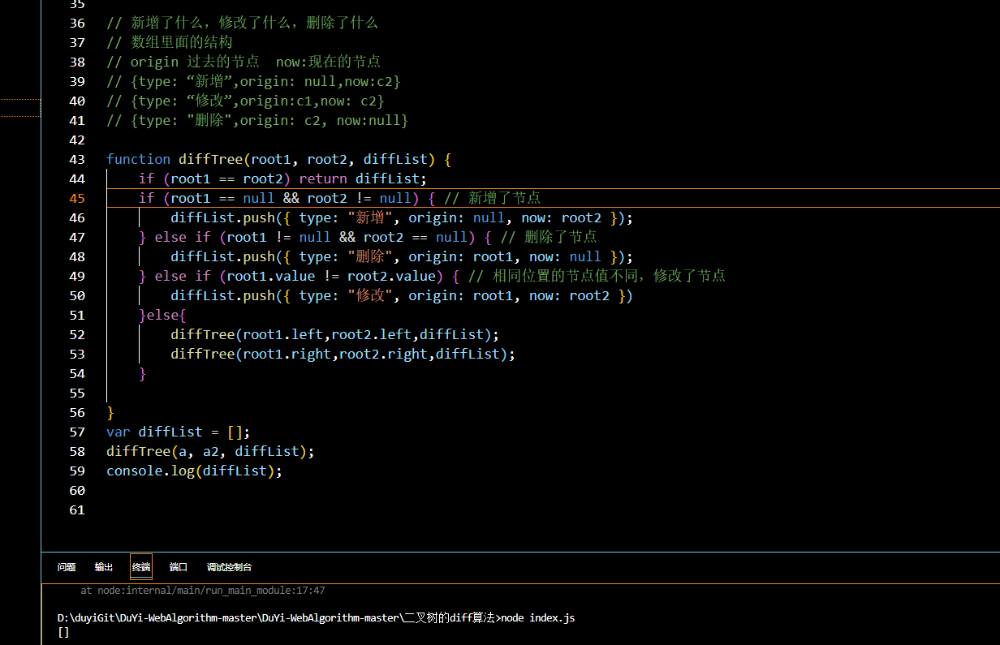 35
36 // 新增了什么，修改了什么，删除了什么
37 // 数组里面的结构
38 // origin 过去的节点  now:现在的节点
39 // {type: “新增”,origin: null,now:c2}
40 // {type: “修改”,origin:c1,now: c2}
41 // {type: "删除",origin: c2, now:null}
42
43 function diffTree(root1, root2, diffList) {
44     if (root1 == root2) return diffList;
45     if (root1 == null && root2 != null) { // 新增了节点
46         diffList.push({ type: "新增", origin: null, now: root2 });
47     } else if (root1 != null && root2 == null) { // 删除了节点
48         diffList.push({ type: "删除", origin: root1, now: null });
49     } else if (root1.value != root2.value) { // 相同位置的节点值不同，修改了节点
50         diffList.push({ type: "修改", origin: root1, now: root2 })
51     }else{
52         diffTree(root1.left,root2.left,diffList);
53         diffTree(root1.right,root2.right,diffList);
54     }
55
56 }
57 var diffList = [];
58 diffTree(a, a2, diffList);
59 console.log(diffList);
60
61
问题 输出 终端 端口 调试控制台
at node:internal/main/run_main_module:17:47
D:\duyiGit\DuYi-WebAlgorithm-master\DuYi-WebAlgorithm-master\二叉树的diff算法>node index.js
[]